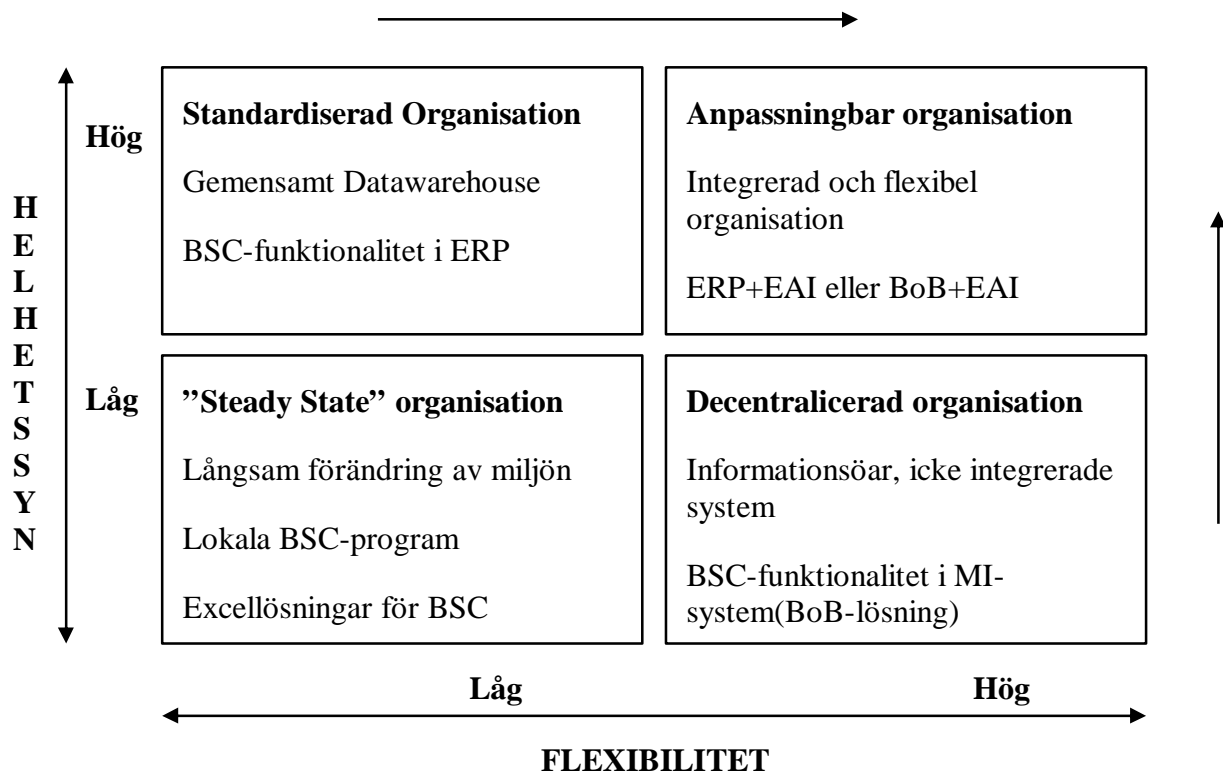 Standardiserad Organisation
Gemensamt Datawarehouse
BSC-funktionalitet i ERP
Anpassningbar organisation
Integrerad och flexibel
organisation
ERP+EAI eller BoB+EAI
Hög
HELHETSSYN
Låg
”Steady State” organisation
Långsam förändring av miljön
Lokala BSC-program
Excellösningar för BSC
Decentralicerad organisation
Informationsöar, icke integrerade
system
BSC-funktionalitet i MI-
system(BoB-lösning)
Låg
Hög
FLEXIBILITET